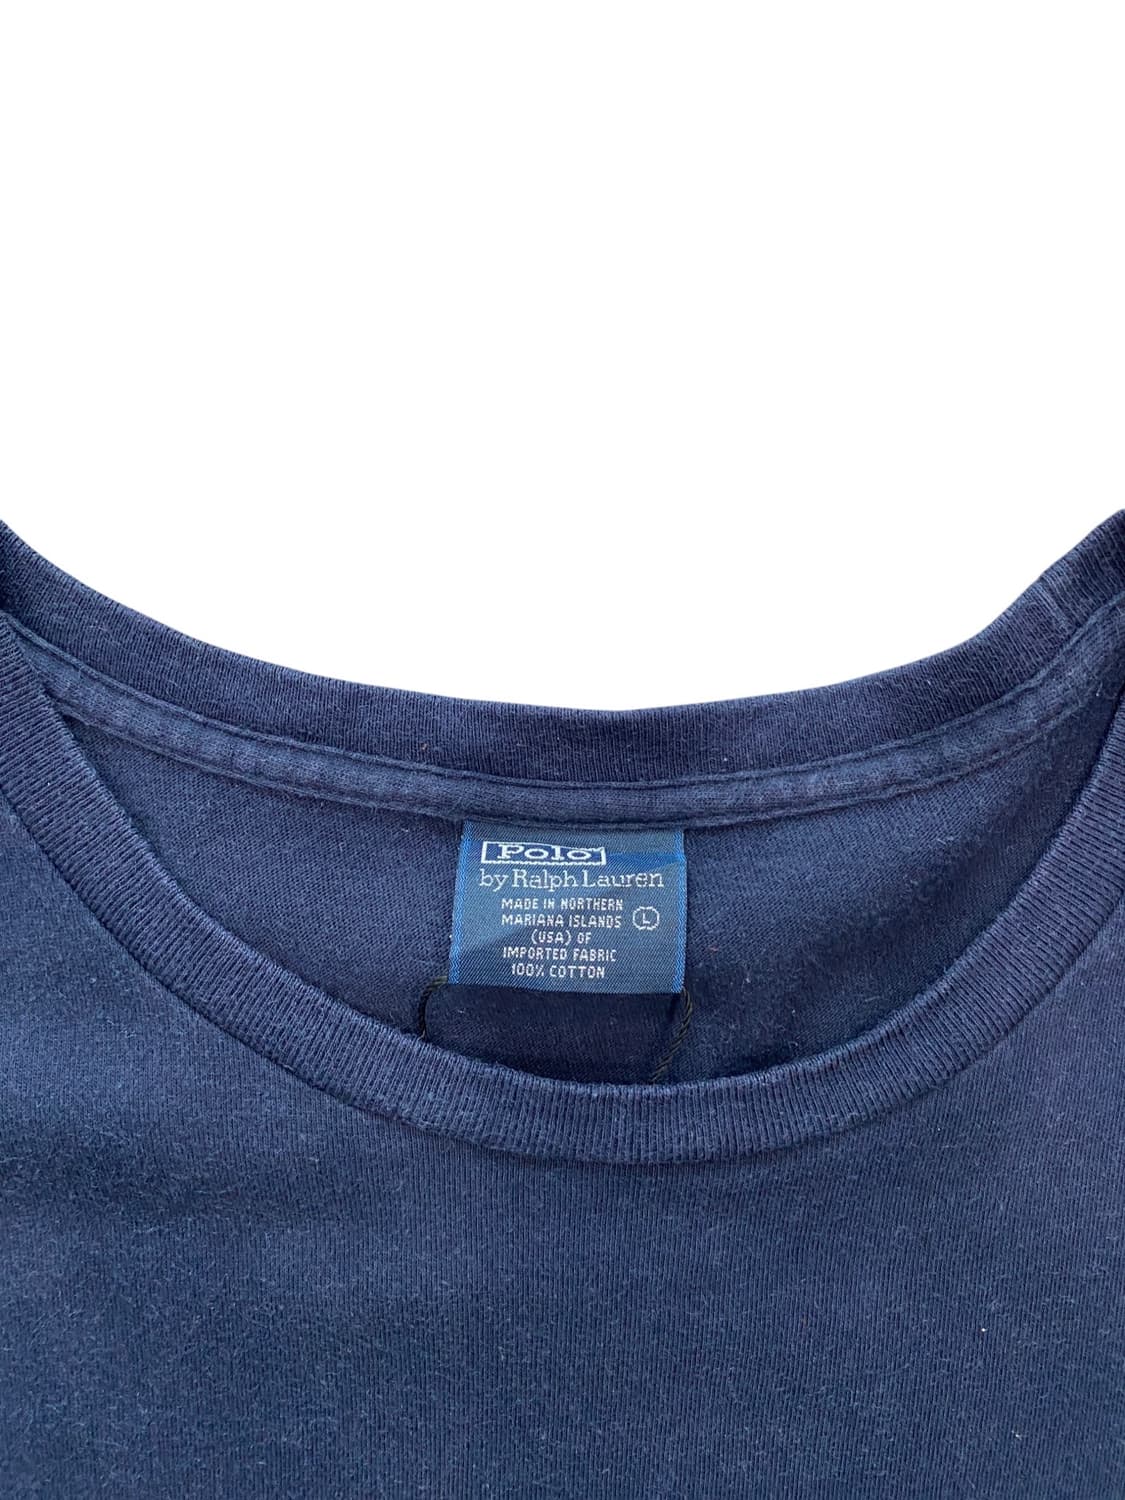 Polo
by Ralph Lauren
MADE IN NORTHERN
MARIANA ISLANDS L
(USA) OF
IMPORTED FABRIC
100% COTTON